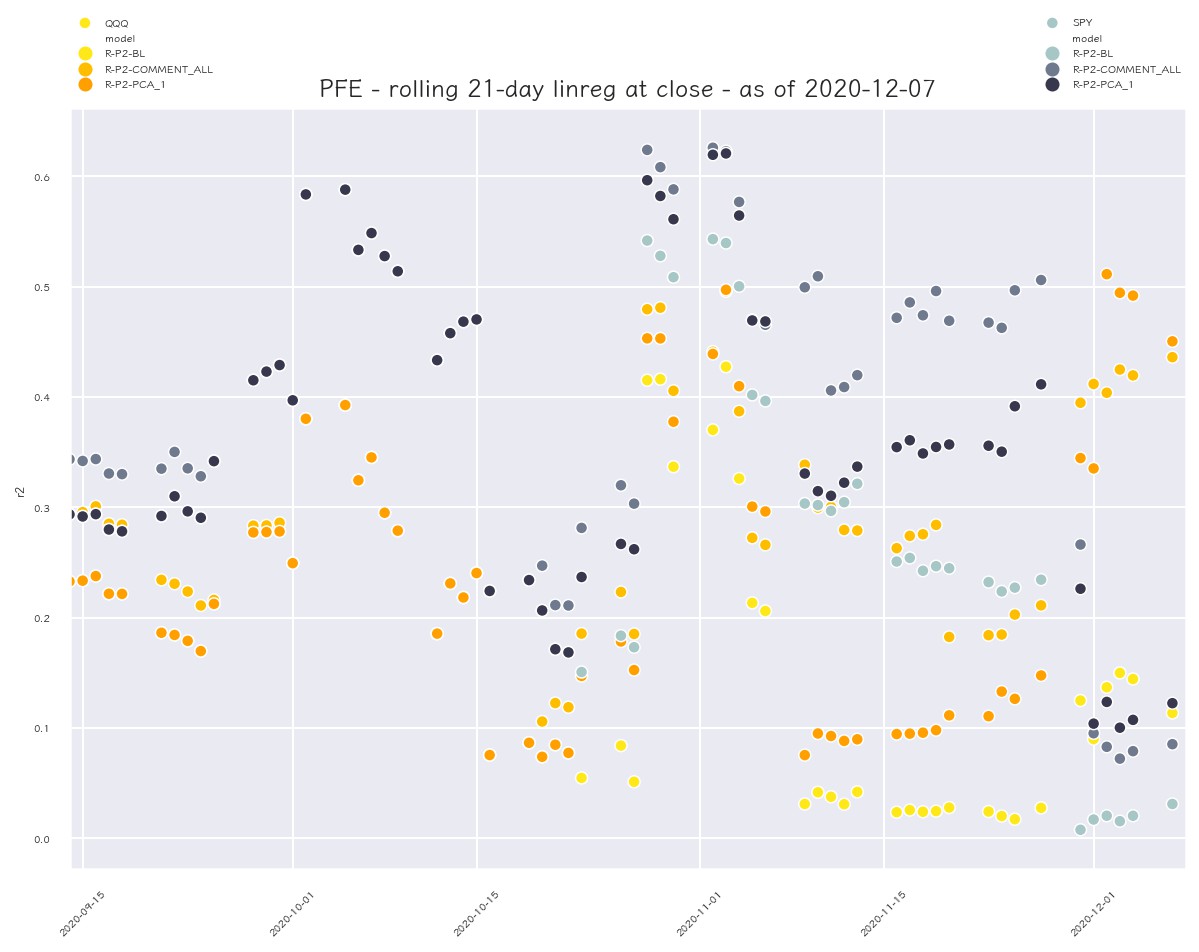 QQQ
model
R-P2-BL
R-P2-COMMENT_ALL
R-P2-PCA_1
SPY
model
R-P2-BL
R-P2-COMMENT_ALL
R-P2-PCA_1
PFE - rolling 21-day linreg at close - as of 2020-12-07
0.6
0.5
0.4
r2
0.3
0.2
0.1
0.0
2020-09-15
2020-10-01
2020-10-15
2020-11-01
2020-11-15
2020-12-01